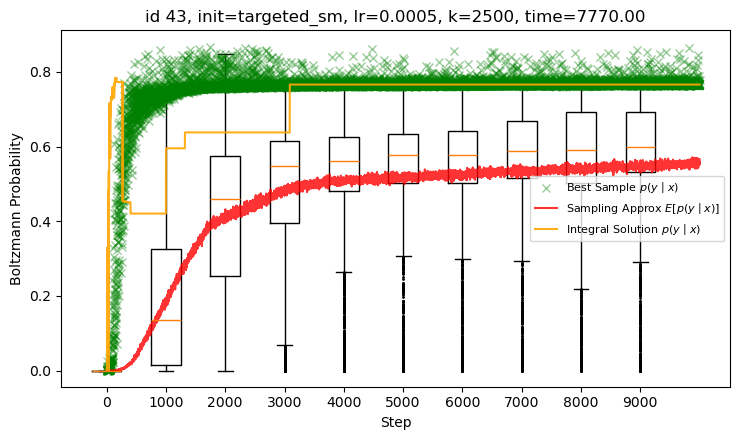 id 43, init=targeted_sm, lr=0.0005, k=2500, time=7770.00
Boltzmann Probability
0.8
0.6
0.4
0.2
0.0
Best Sample p(y | x)
Sampling Approx E[p(y | x)]
Integral Solution p(y | x)
0 1000 2000 3000 4000 5000 6000 7000 8000 9000
Step